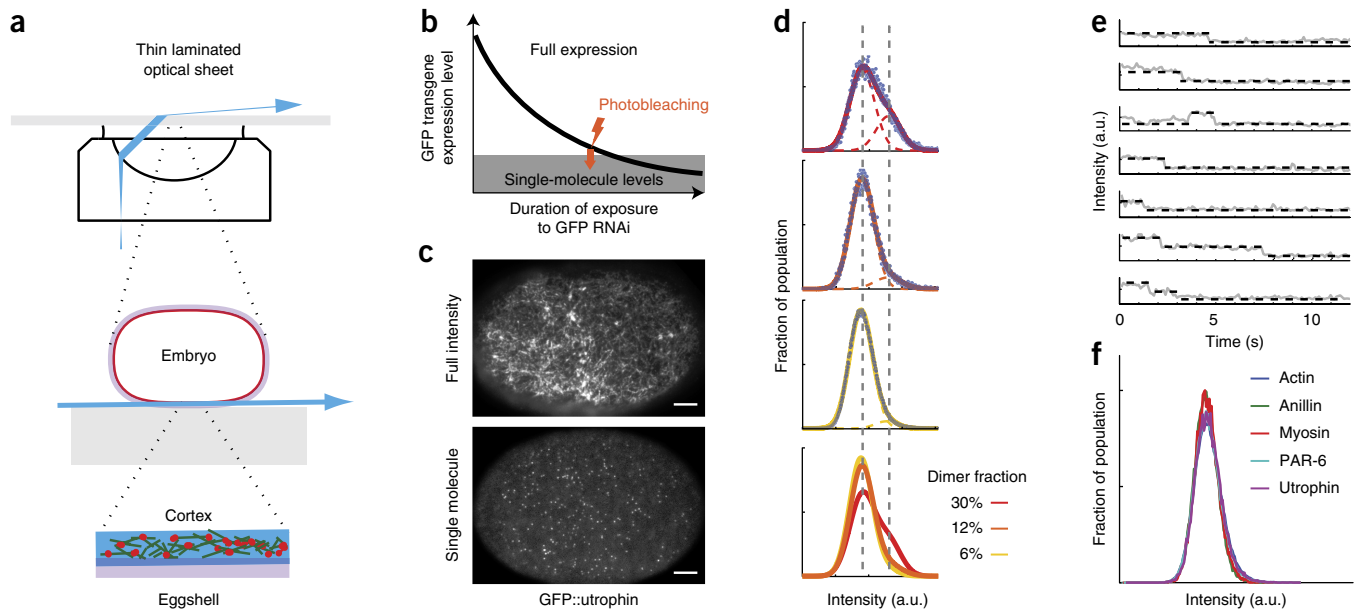 a
Thin laminated
optical sheet
Embryo
Cortex
Eggshell
b
GFP transgene
expression level
Full expression
Photobleaching
Single-molecule levels
Duration of exposure
to GFP RNAi
c
Full intensity
Single molecule
GFP::utrophin
d
Fraction of population
Dimer fraction
30%
12%
6%
Intensity (a.u.)
e
Intensity (a.u.)
0
5
10
Time (s)
f
Fraction of population
Actin
Anillin
Myosin
PAR-6
Utrophin
Intensity (a.u.)